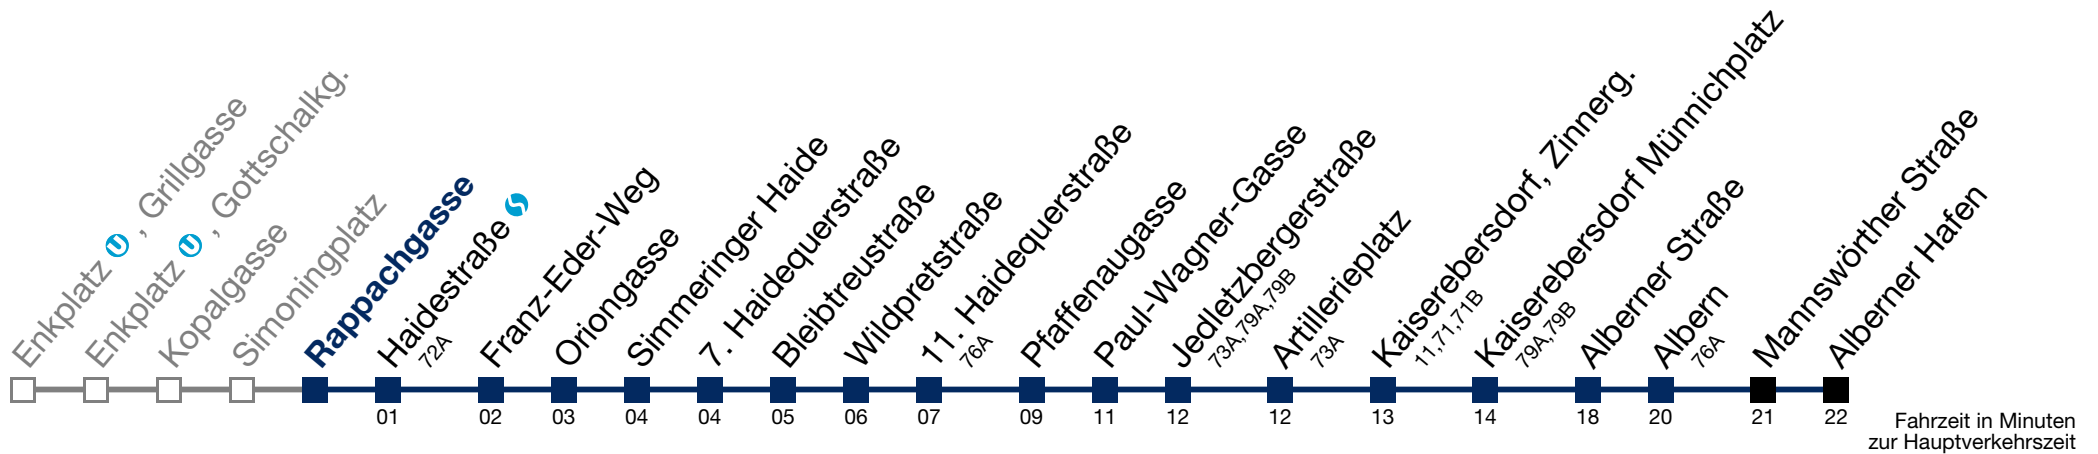 Enkplatz U, Grillgasse
Enkplatz U, Gottschalkg.
Kopalgasse
Simoningplatz
Rappachgasse
Haidestraße S
72A
01
Franz-Eder-Weg
02
Oriongasse
03
Simmeringer Haide
04
7. Haidequerstraße
04
Bleibtreustraße
05
Wildpretstraße
06
11. Haidequerstraße
76A
07
Pfaffenaugasse
09
Paul-Wagner-Gasse
11
Jedletzbergerstraße
73A,79A,79B
12
Artillerieplatz
73A
12
Kaiserebersdorf, Zinnerg.
11,71,71B
13
Kaiserebersdorf Münnichplatz
79A,79B
14
Alberner Straße
18
Albern
76A
20
Mannswörther Straße
21
Alberner Hafen
22
Fahrzeit in Minuten
zur Hauptverkehrszeit